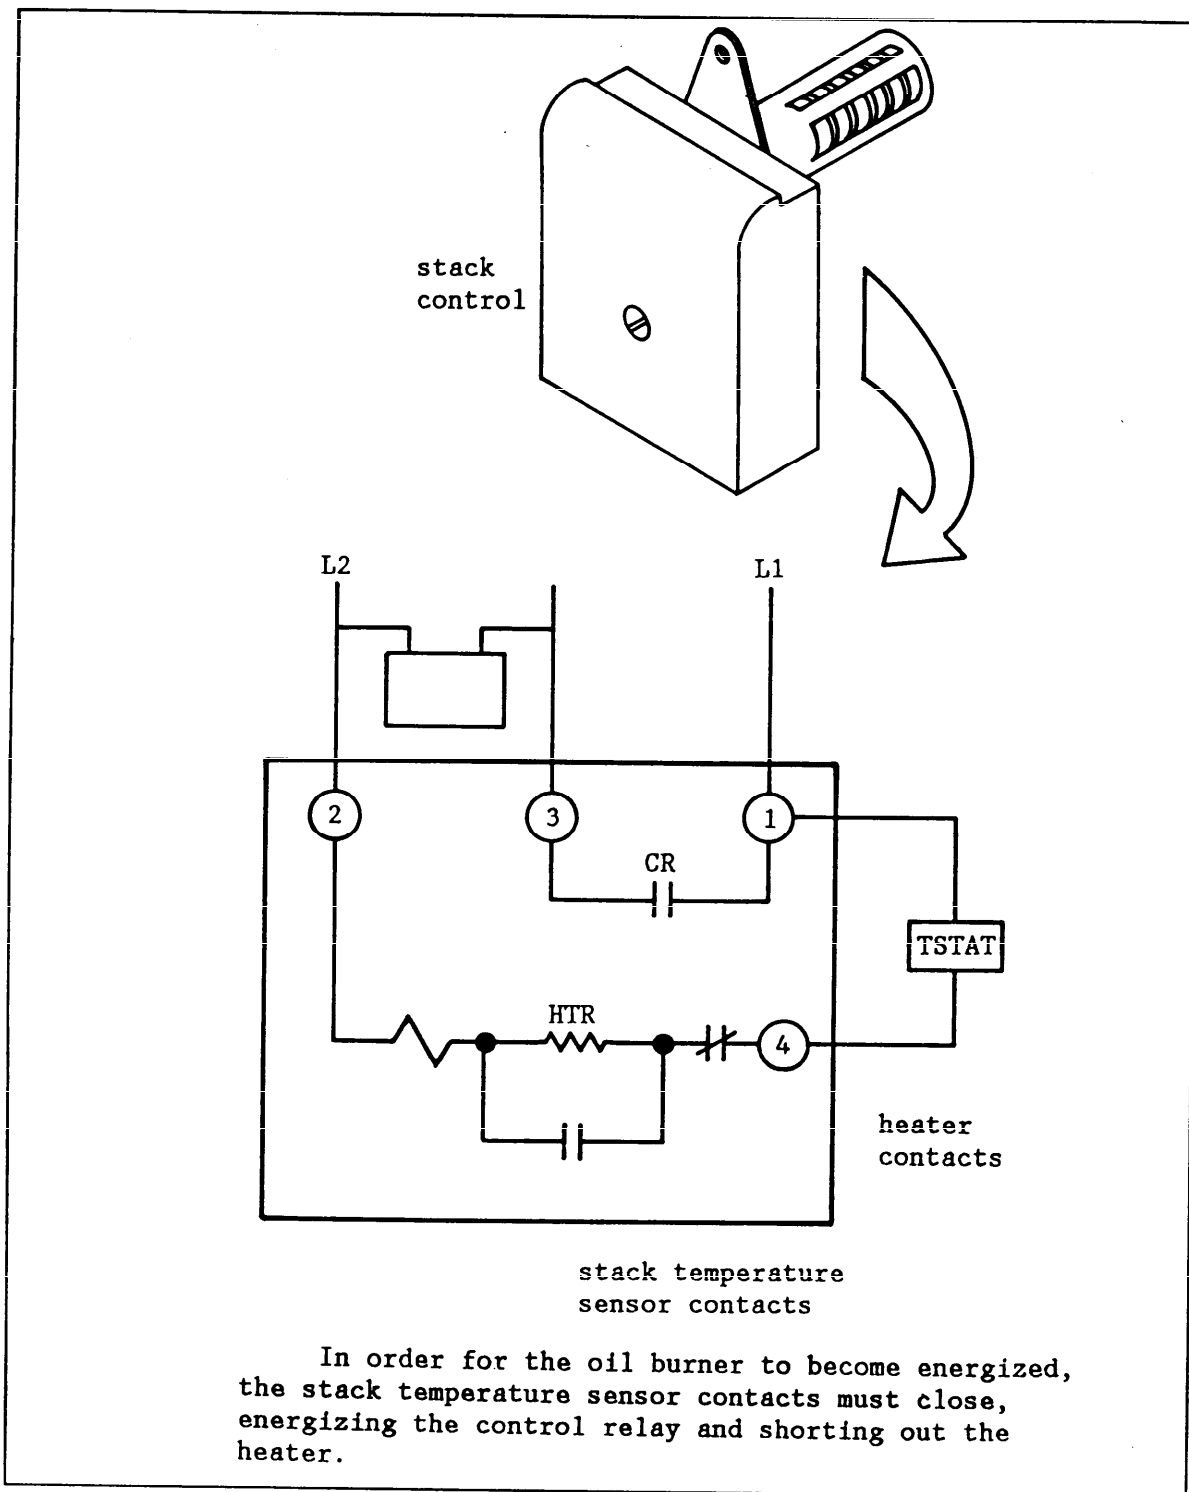 stack
control
L2
L1
2
3
1
CR
TSTAT
HTR
4
heater
contacts
stack temperature
sensor contacts
In order for the oil burner to become energized,
the stack temperature sensor contacts must close,
energizing the control relay and shorting out the
heater.